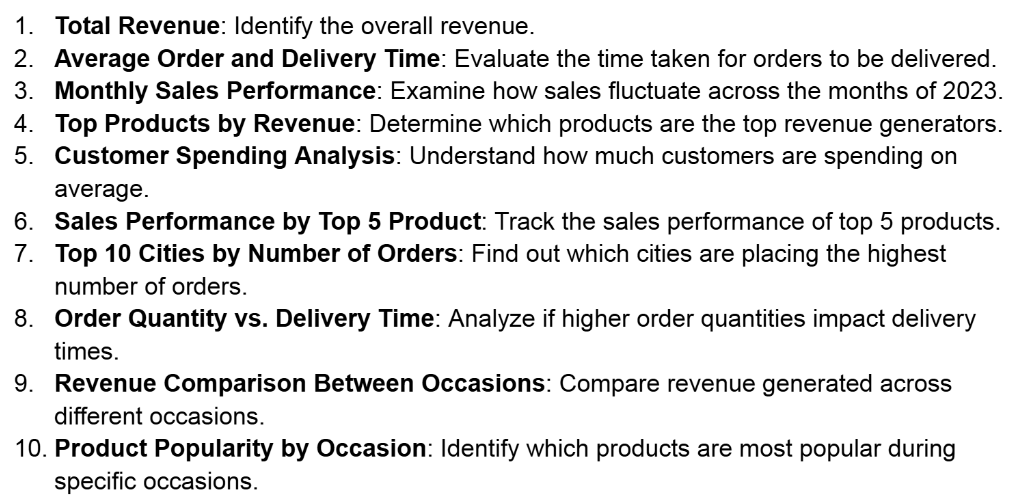 1. Total Revenue: Identify the overall revenue.
2. Average Order and Delivery Time: Evaluate the time taken for orders to be delivered.
3. Monthly Sales Performance: Examine how sales fluctuate across the months of 2023.
4. Top Products by Revenue: Determine which products are the top revenue generators.
5. Customer Spending Analysis: Understand how much customers are spending on
average.
6. Sales Performance by Top 5 Product: Track the sales performance of top 5 products.
7. Top 10 Cities by Number of Orders: Find out which cities are placing the highest
number of orders.
8. Order Quantity vs. Delivery Time: Analyze if higher order quantities impact delivery
times.
9. Revenue Comparison Between Occasions: Compare revenue generated across
different occasions.
10. Product Popularity by Occasion: Identify which products are most popular during
specific occasions.